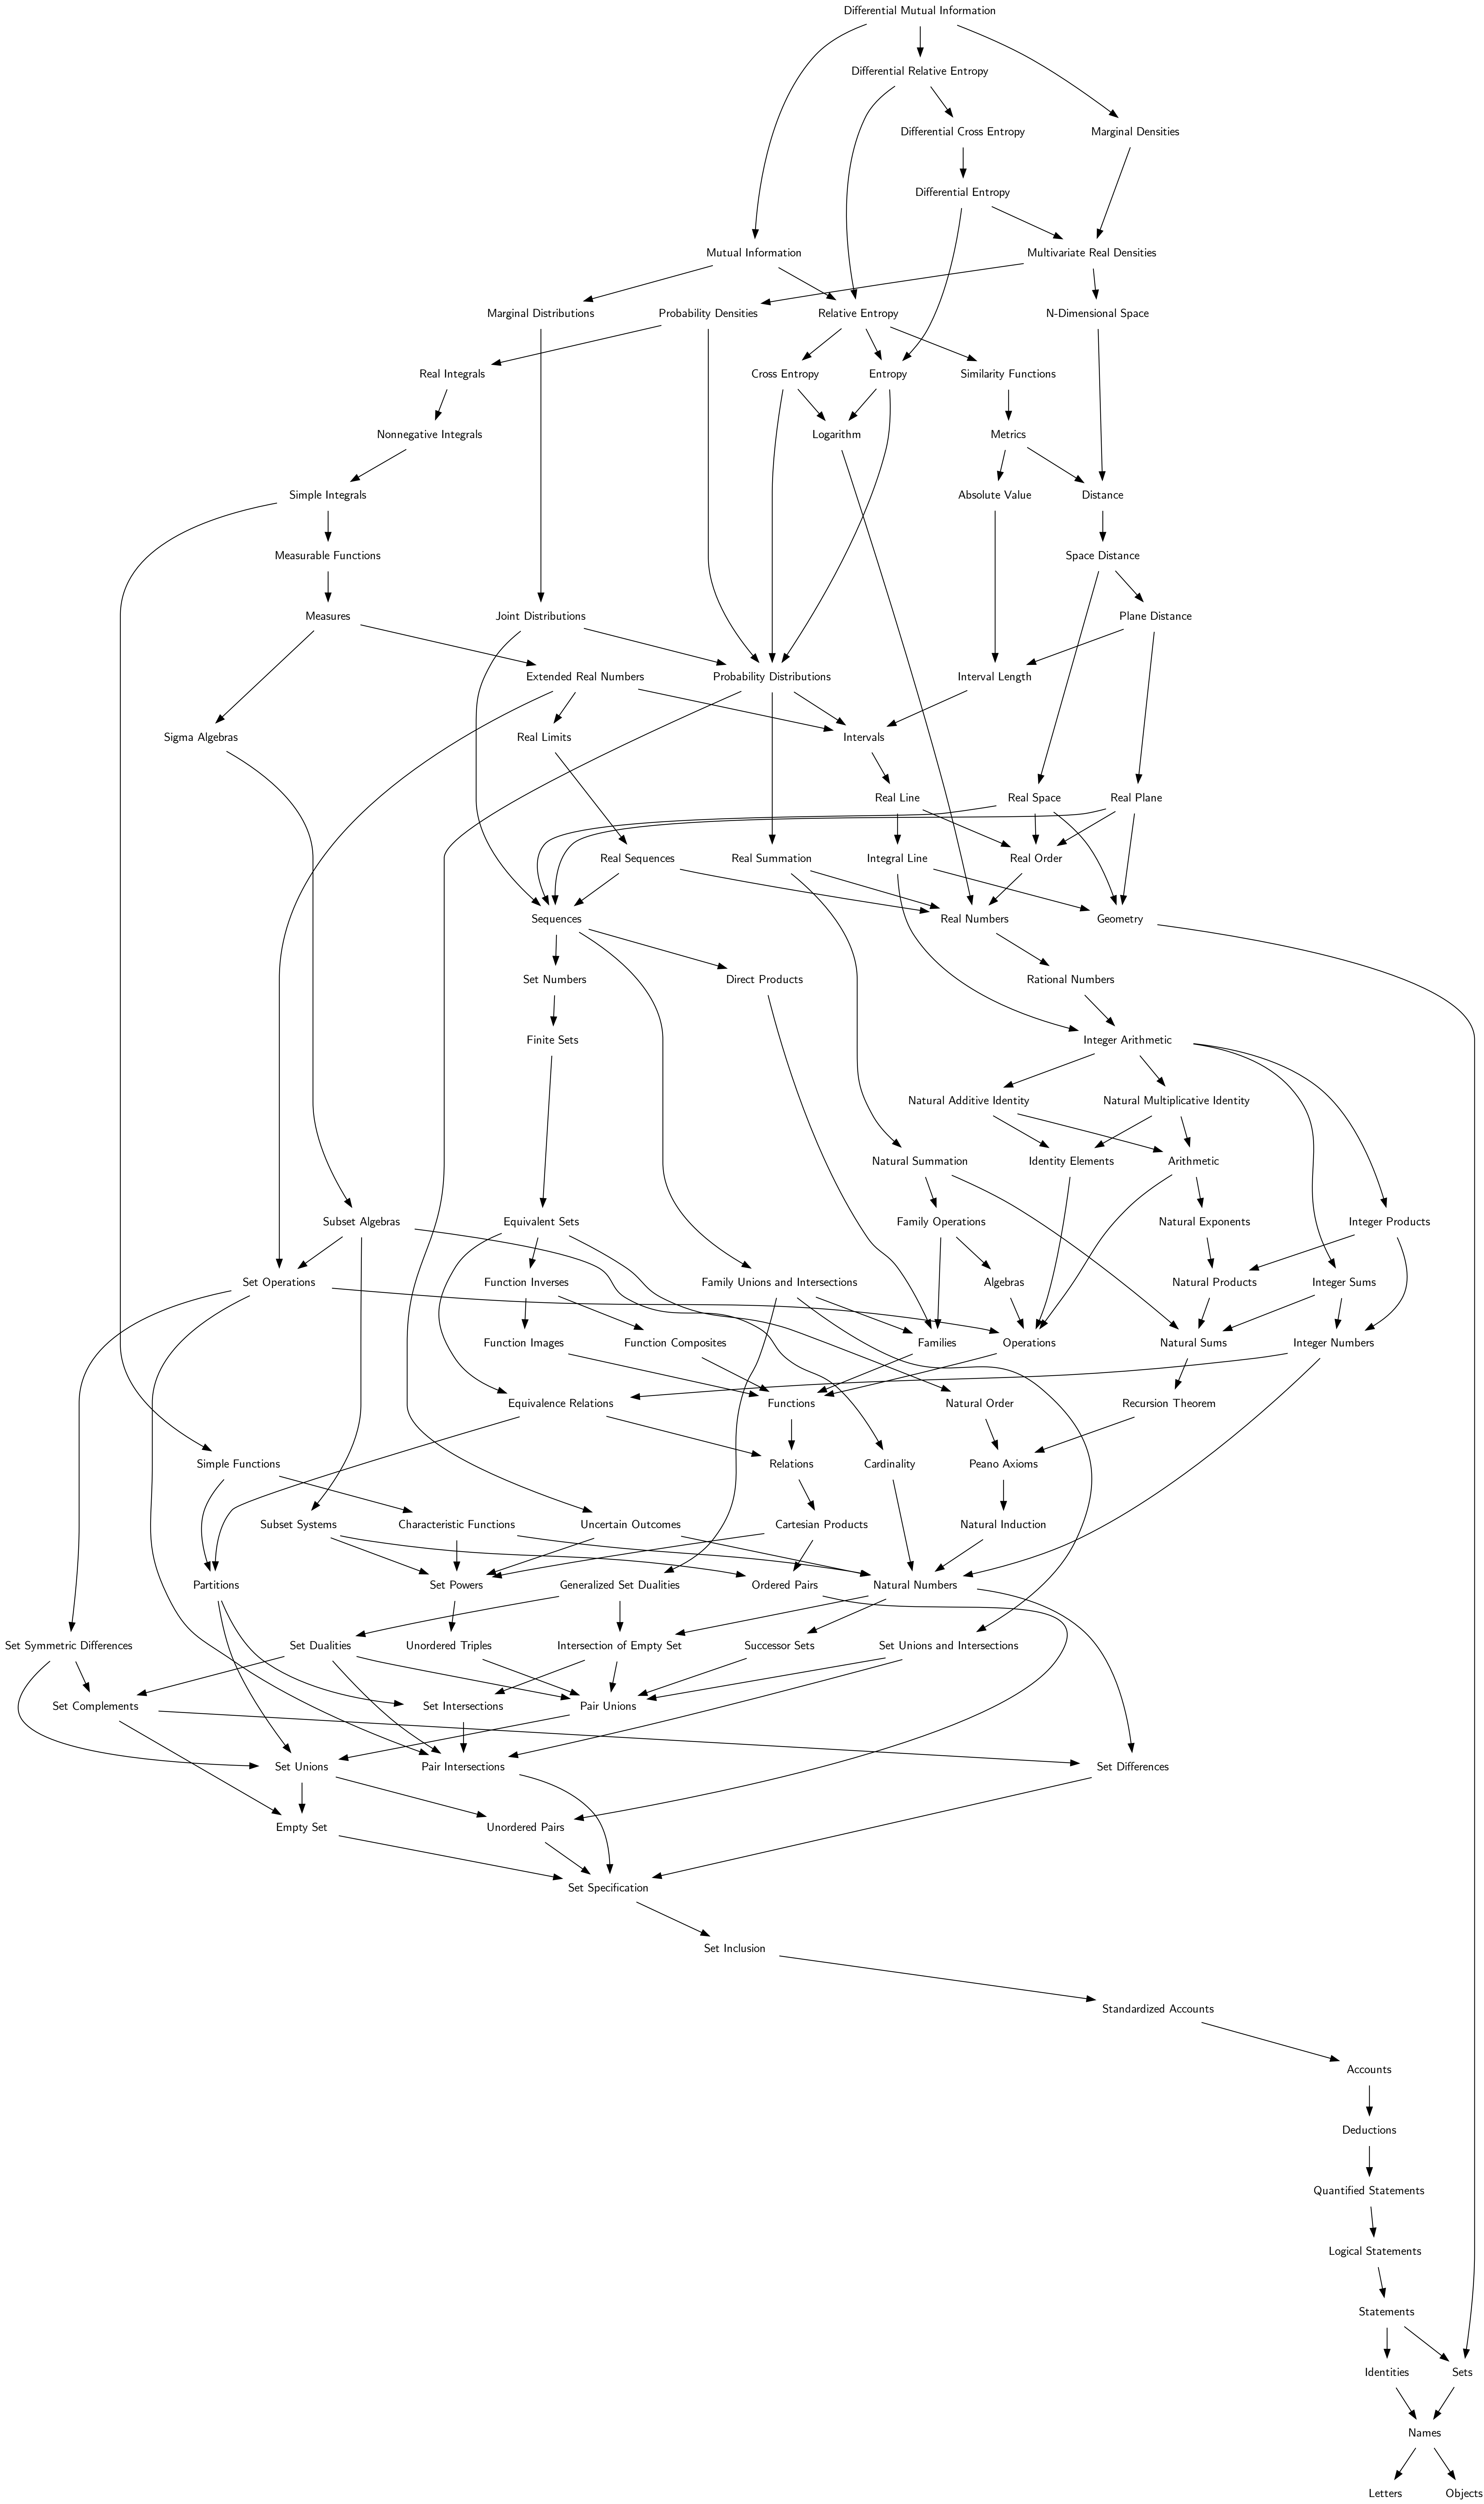 Differential Mutual Information
Differential Relative Entropy
Differential Cross Entropy
Marginal Densities
Differential Entropy
Mutual Information
Multivariate Real Densities
Marginal Distributions
Probability Densities
Relative Entropy
N-Dimensional Space
Real Integrals
Cross Entropy
Entropy
Similarity Functions
Nonnegative Integrals
Logarithm
Metrics
Simple Integrals
Absolute Value
Distance
Measurable Functions
Space Distance
Measures
Joint Distributions
Plane Distance
Extended Real Numbers
Probability Distributions
Interval Length
Sigma Algebras
Real Limits
Intervals
Real Line
Real Space
Real Plane
Real Sequences
Real Summation
Integral Line
Real Order
Sequences
Real Numbers
Geometry
Set Numbers
Direct Products
Rational Numbers
Finite Sets
Integer Arithmetic
Natural Additive Identity
Natural Multiplicative Identity
Natural Summation
Identity Elements
Arithmetic
Subset Algebras
Equivalent Sets
Family Operations
Natural Exponents
Integer Products
Set Operations
Function Inverses
Family Unions and Intersections
Algebras
Natural Products
Integer Sums
Function Images
Function Composites
Families
Operations
Natural Sums
Integer Numbers
Equivalence Relations
Functions
Natural Order
Recursion Theorem
Simple Functions
Relations
Cardinality
Peano Axioms
Subset Systems
Characteristic Functions
Uncertain Outcomes
Cartesian Products
Natural Induction
Partitions
Set Powers
Generalized Set Dualities
Ordered Pairs
Natural Numbers
Set Symmetric Differences
Set Dualities
Unordered Triples
Intersection of Empty Set
Successor Sets
Set Unions and Intersections
Set Complements
Set Intersections
Pair Unions
Set Unions
Pair Intersections
Set Differences
Empty Set
Unordered Pairs
Set Specification
Set Inclusion
Standardized Accounts
Accounts
Deductions
Quantified Statements
Logical Statements
Statements
Identities
Sets
Names
Letters
Objects